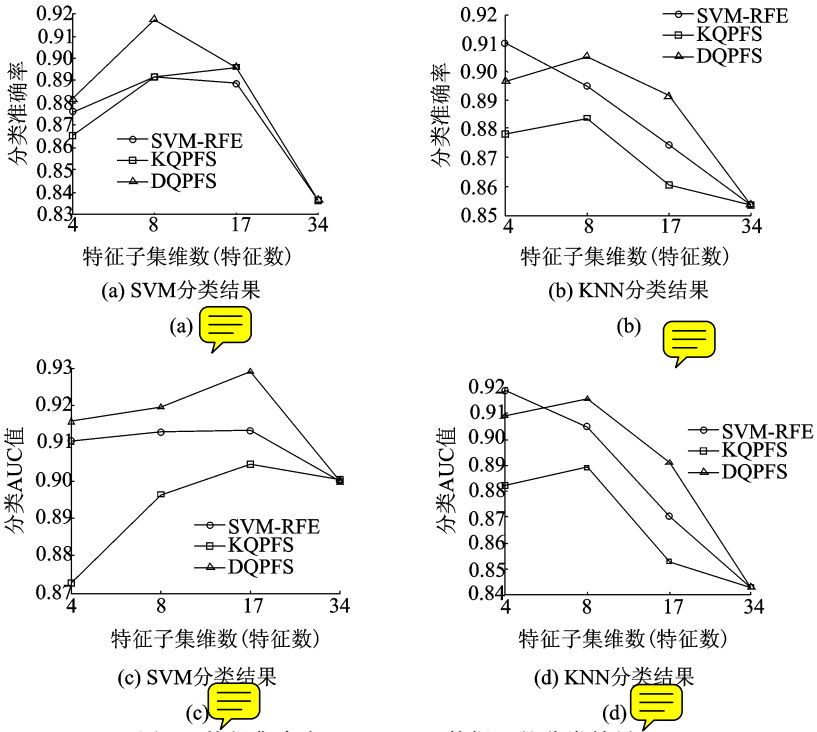 0.92
0.91
0.90
0.89
0.88
0.87
0.86
0.85
0.84
0.83
分类准确率
SVM-RFE
KQPFS
DQPFS
4 8 17 34
特征子集维数(特征数)
(a) SVM分类结果
(a)
0.92
0.91
0.90
0.89
0.88
0.87
0.86
0.85
分类准确率
SVM-RFE
KQPFS
DQPFS
4 8 17 34
特征子集维数(特征数)
(b) KNN分类结果
(b)
0.93
0.92
0.91
0.90
0.89
0.88
0.87
分类AUC值
SVM-RFE
KQPFS
DQPFS
4 8 17 34
特征子集维数(特征数)
(c) SVM分类结果
(c)
0.92
0.91
0.90
0.89
0.88
0.87
0.86
0.85
0.84
分类AUC值
SVM-RFE
KQPFS
DQPFS
4 8 17 34
特征子集维数(特征数)
(d) KNN分类结果
(d)